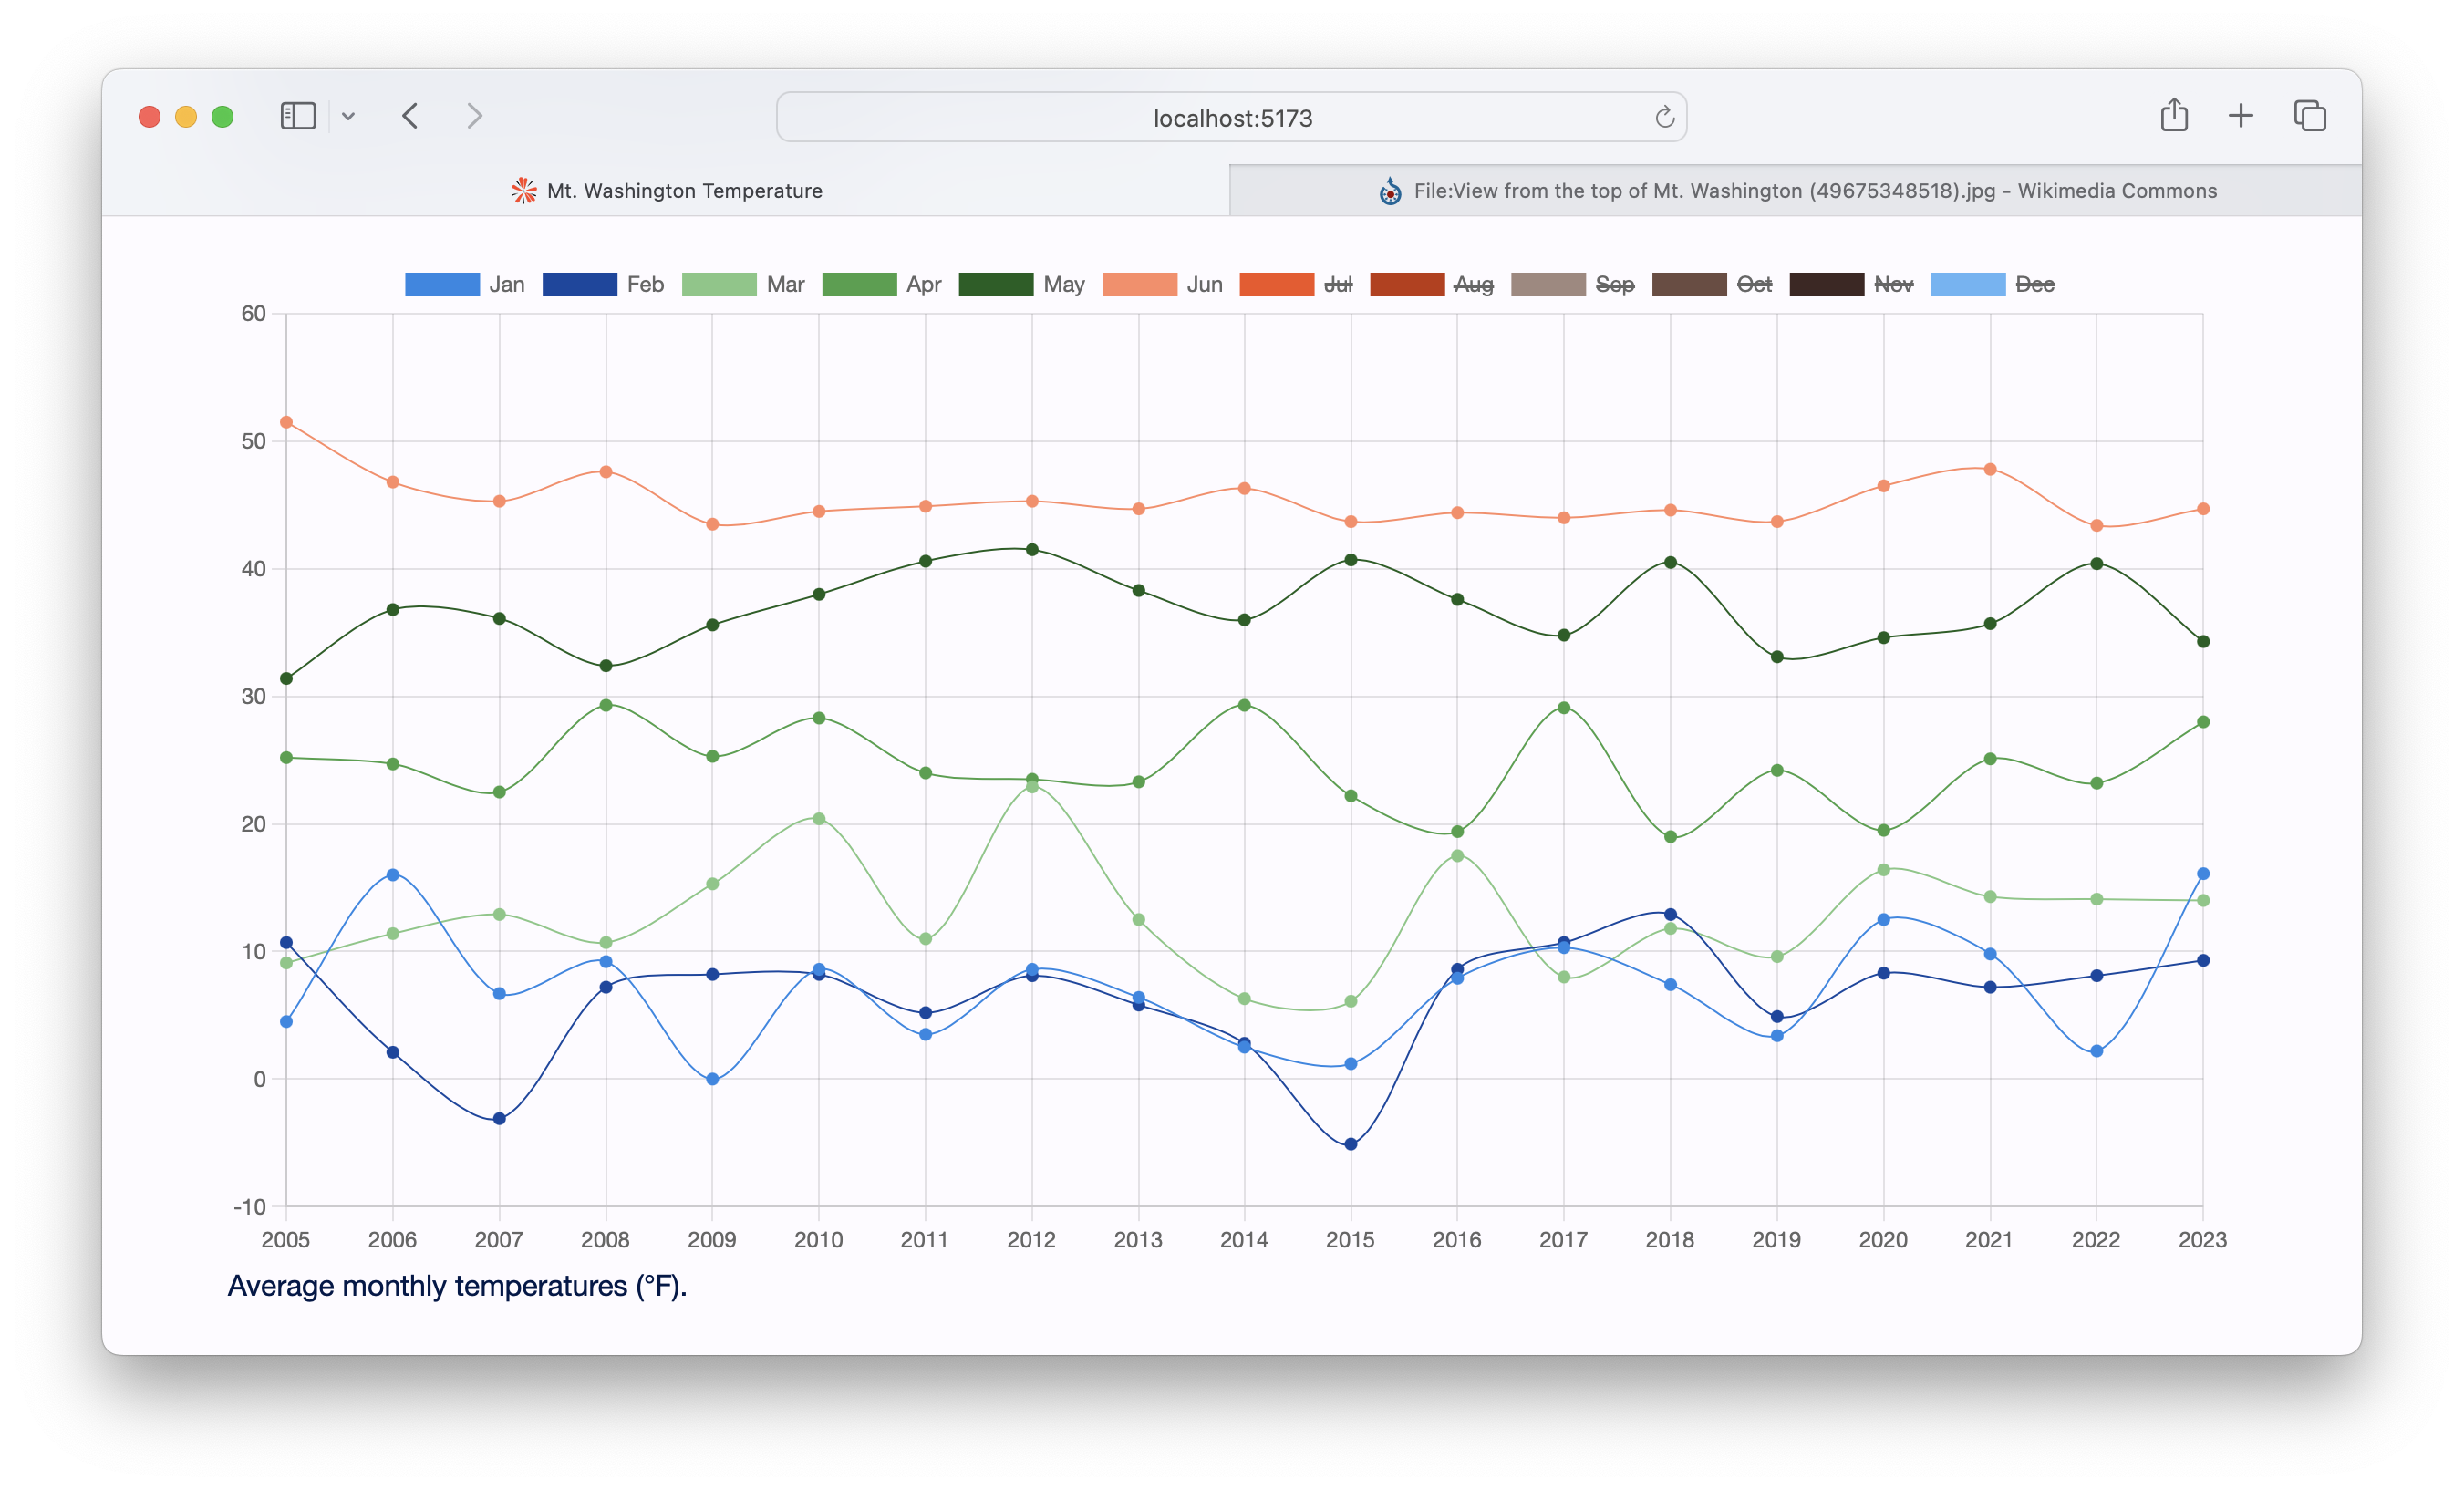 localhost:5173
Mt. Washington Temperature
File:View from the top of Mt. Washington (49675348518).jpg - Wikimedia Commons
Jan Feb Mar Apr May Jun Jul Aug Sep Oct Nov Dec
60
50
40
30
20
10
0
-10
2005 2006 2007 2008 2009 2010 2011 2012 2013 2014 2015 2016 2017 2018 2019 2020 2021 2022 2023
Average monthly temperatures (°F).